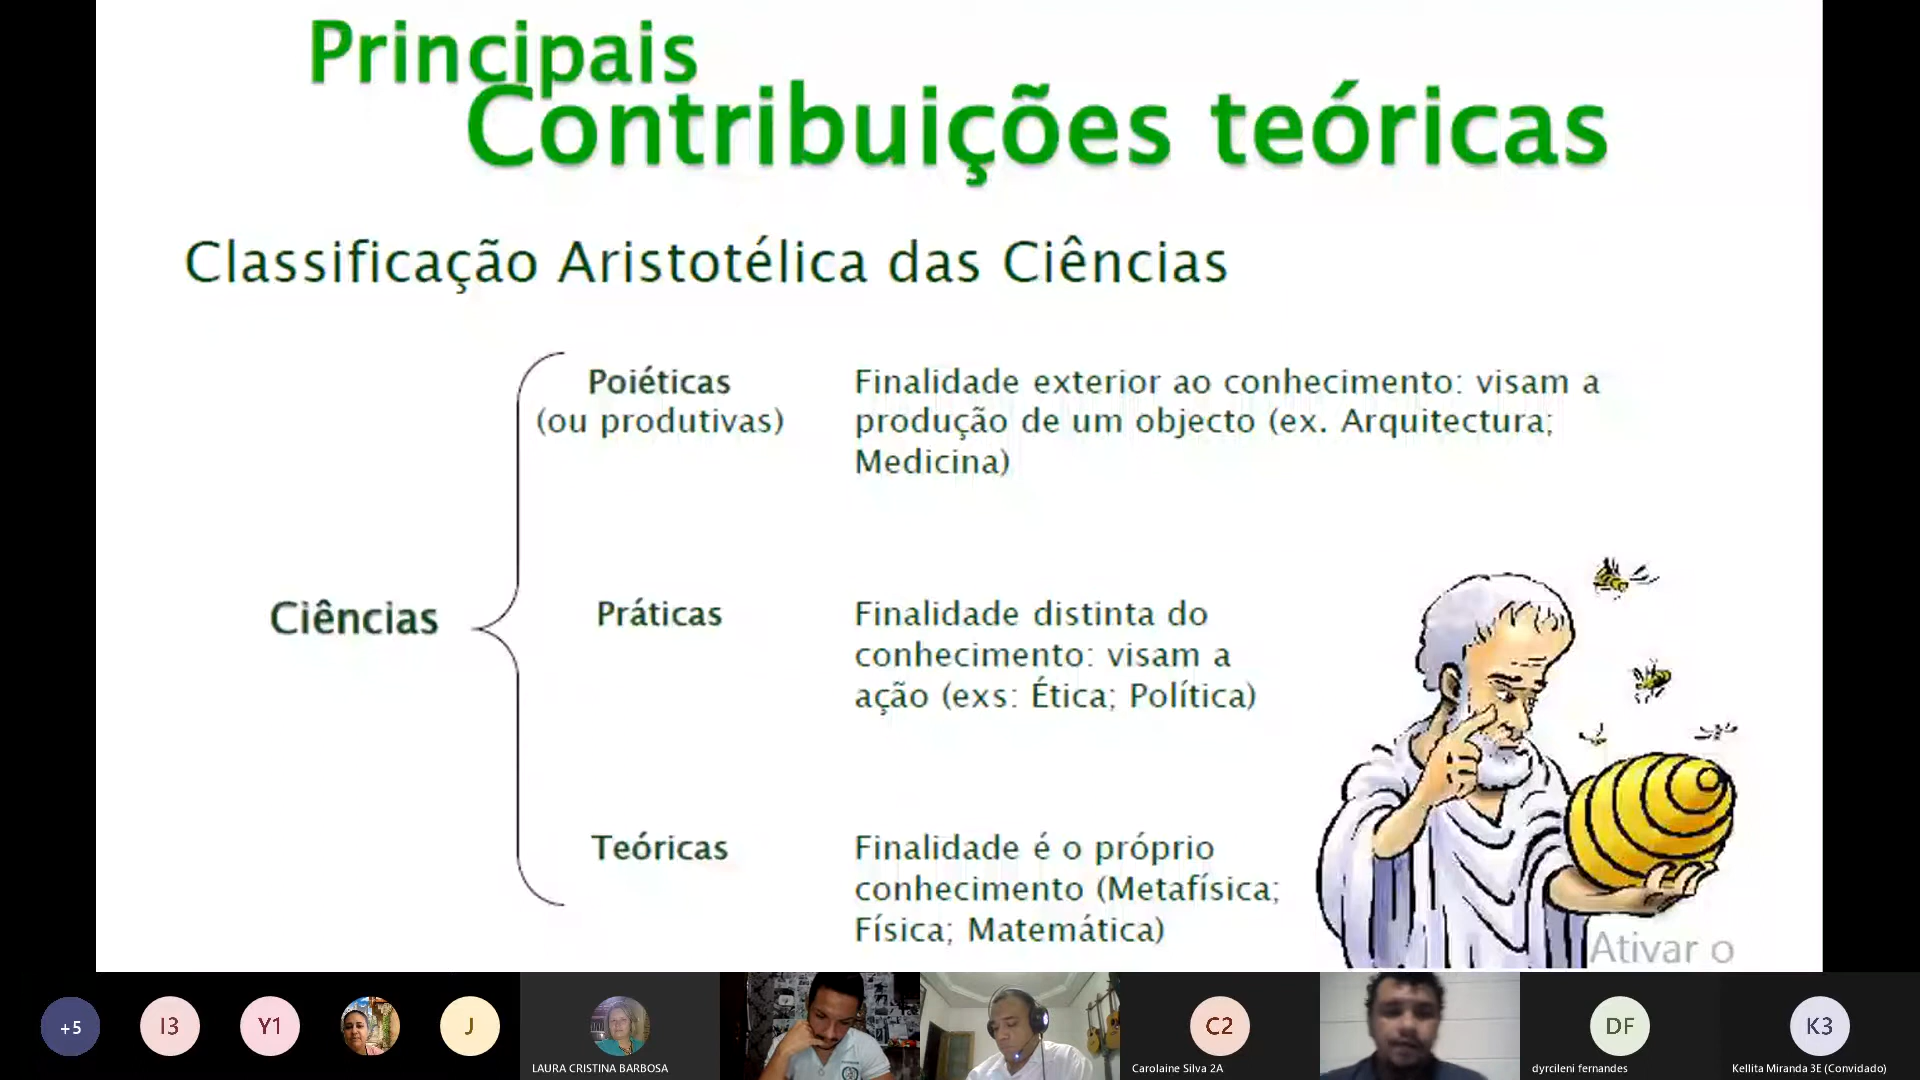 Principais
Contribuições teóricas
Classificação Aristotélica das Ciências
Ciências
Poiéticas
(ou produtivas)
Finalidade exterior ao conhecimento: visam a
produção de um objecto (ex. Arquitectura;
Medicina)
Práticas
Finalidade distinta do
conhecimento: visam a
ação (exs: Ética; Política)
Teóricas
Finalidade é o próprio
conhecimento (Metafísica;
Física; Matemática)
Ativar o
+5
I3
Y1
J
LAURA CRISTINA BARBOSA
C2
Carolaine Silva 2A
DF
dyrcileni fernandes
K3
Kellita Miranda 3E (Convidado)